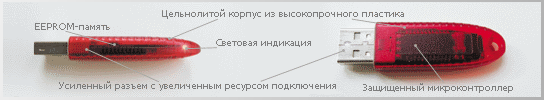 Цельнолитой корпус из высокопрочного пластика
EEPROM-память
Световая индикация
Усиленный разъем с увеличенным ресурсом подключения
Защищенный микроконтроллер